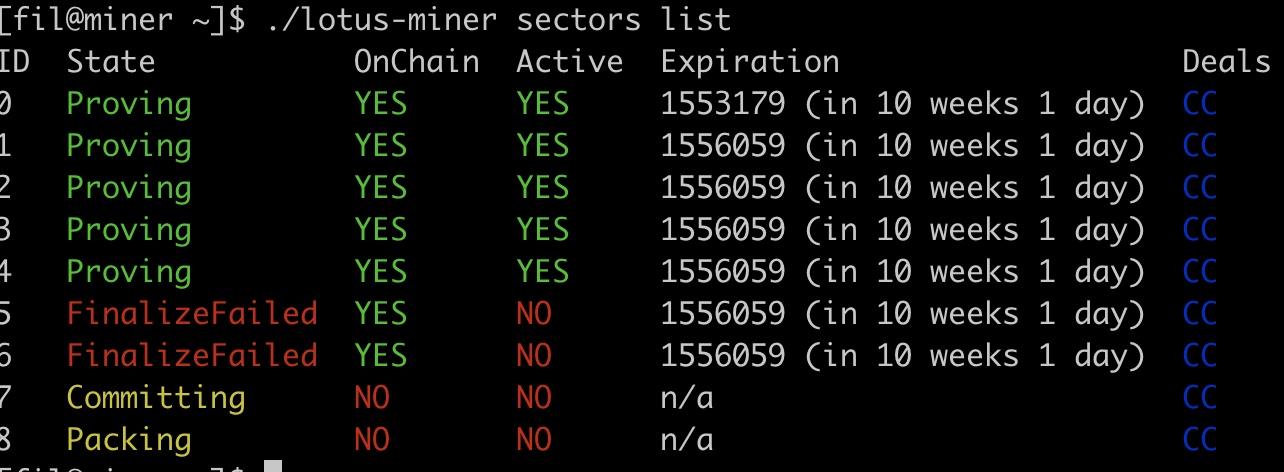 [fil@miner ~]$ ./lotus-miner sectors list
ID State OnChain Active Expiration Deals
0 Proving YES YES 1553179 (in 10 weeks 1 day) CC
1 Proving YES YES 1556059 (in 10 weeks 1 day) CC
2 Proving YES YES 1556059 (in 10 weeks 1 day) CC
3 Proving YES YES 1556059 (in 10 weeks 1 day) CC
4 Proving YES YES 1556059 (in 10 weeks 1 day) CC
5 FinalizeFailed YES NO 1556059 (in 10 weeks 1 day) CC
6 FinalizeFailed YES NO 1556059 (in 10 weeks 1 day) CC
7 Committing NO NO n/a CC
8 Packing NO NO n/a CC
[fil@miner ~]$